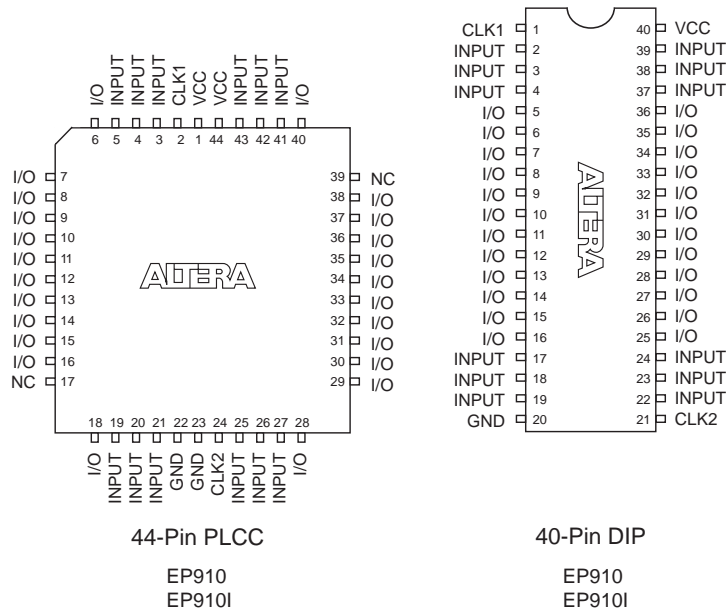 I/O INPUT INPUT INPUT CLK1 VCC VCC INPUT INPUT INPUT I/O
6 5 4 3 2 1 44 43 42 41 40
I/O 7 39 NC
I/O 8 38 I/O
I/O 9 37 I/O
I/O 10 36 I/O
I/O 11 35 I/O
I/O 12 34 I/O
I/O 13 33 I/O
I/O 14 32 I/O
I/O 15 31 I/O
I/O 16 30 I/O
NC 17 29 I/O
ALTERA
18 19 20 21 22 23 24 25 26 27 28
I/O INPUT INPUT INPUT GND GND CLK2 INPUT INPUT INPUT I/O
44-Pin PLCC
EP910
EP910I
CLK1 1 40 VCC
INPUT 2 39 INPUT
INPUT 3 38 INPUT
INPUT 4 37 INPUT
I/O 5 36 I/O
I/O 6 35 I/O
I/O 7 34 I/O
I/O 8 33 I/O
I/O 9 32 I/O
I/O 10 31 I/O
I/O 11 30 I/O
I/O 12 29 I/O
I/O 13 28 I/O
I/O 14 27 I/O
I/O 15 26 I/O
I/O 16 25 I/O
INPUT 17 24 INPUT
INPUT 18 23 INPUT
INPUT 19 22 INPUT
GND 20 21 CLK2
ALTERA
40-Pin DIP
EP910
EP910I